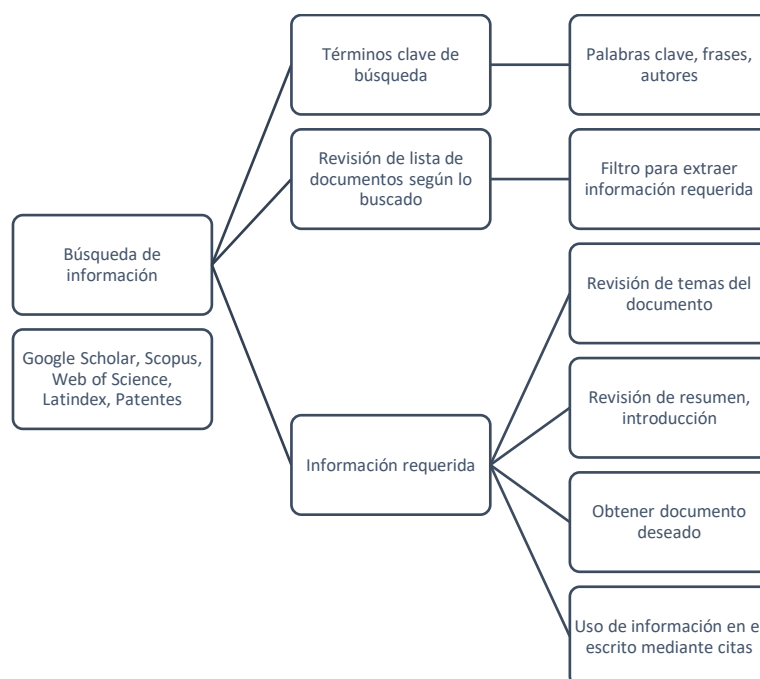 Términos clave de
búsqueda
Palabras clave, frases,
autores
Revisión de lista de
documentos según lo
buscado
Filtro para extraer
información requerida
Búsqueda de
información
Google Scholar, Scopus,
Web of Science,
Latindex, Patentes
Información requerida
Revisión de temas del
documento
Revisión de resumen,
introducción
Obtener documento
deseado
Uso de información en e
escrito mediante citas